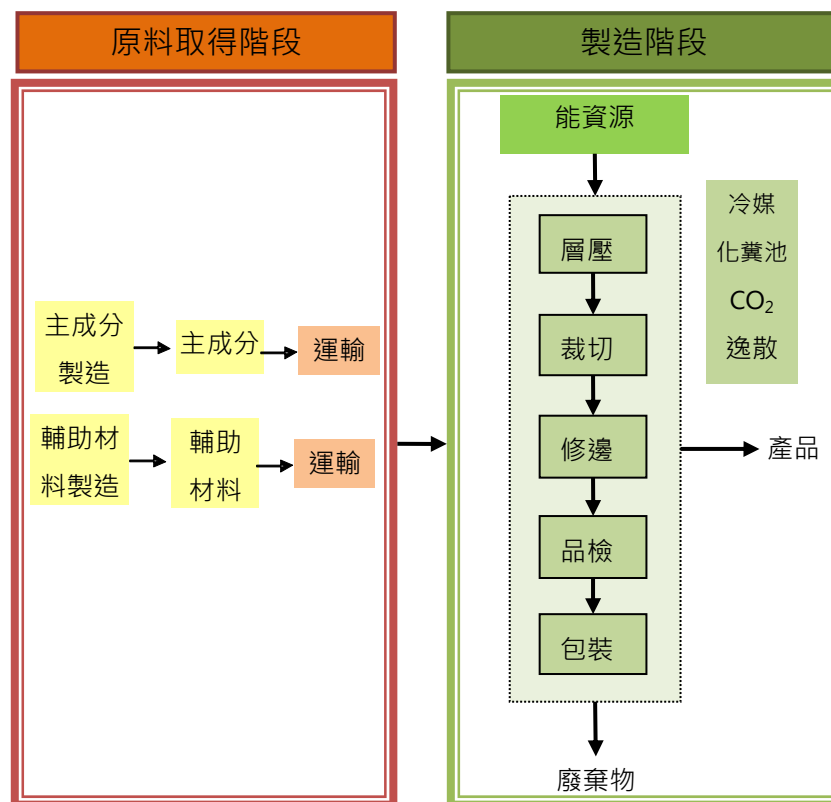 原料取得階段
主成分
製造
主成分
運輸
輔助材
料製造
輔助
材料
運輸
製造階段
能資源
層壓
裁切
修邊
品檢
包裝
冷媒
化糞池
CO₂
逸散
產品
廢棄物